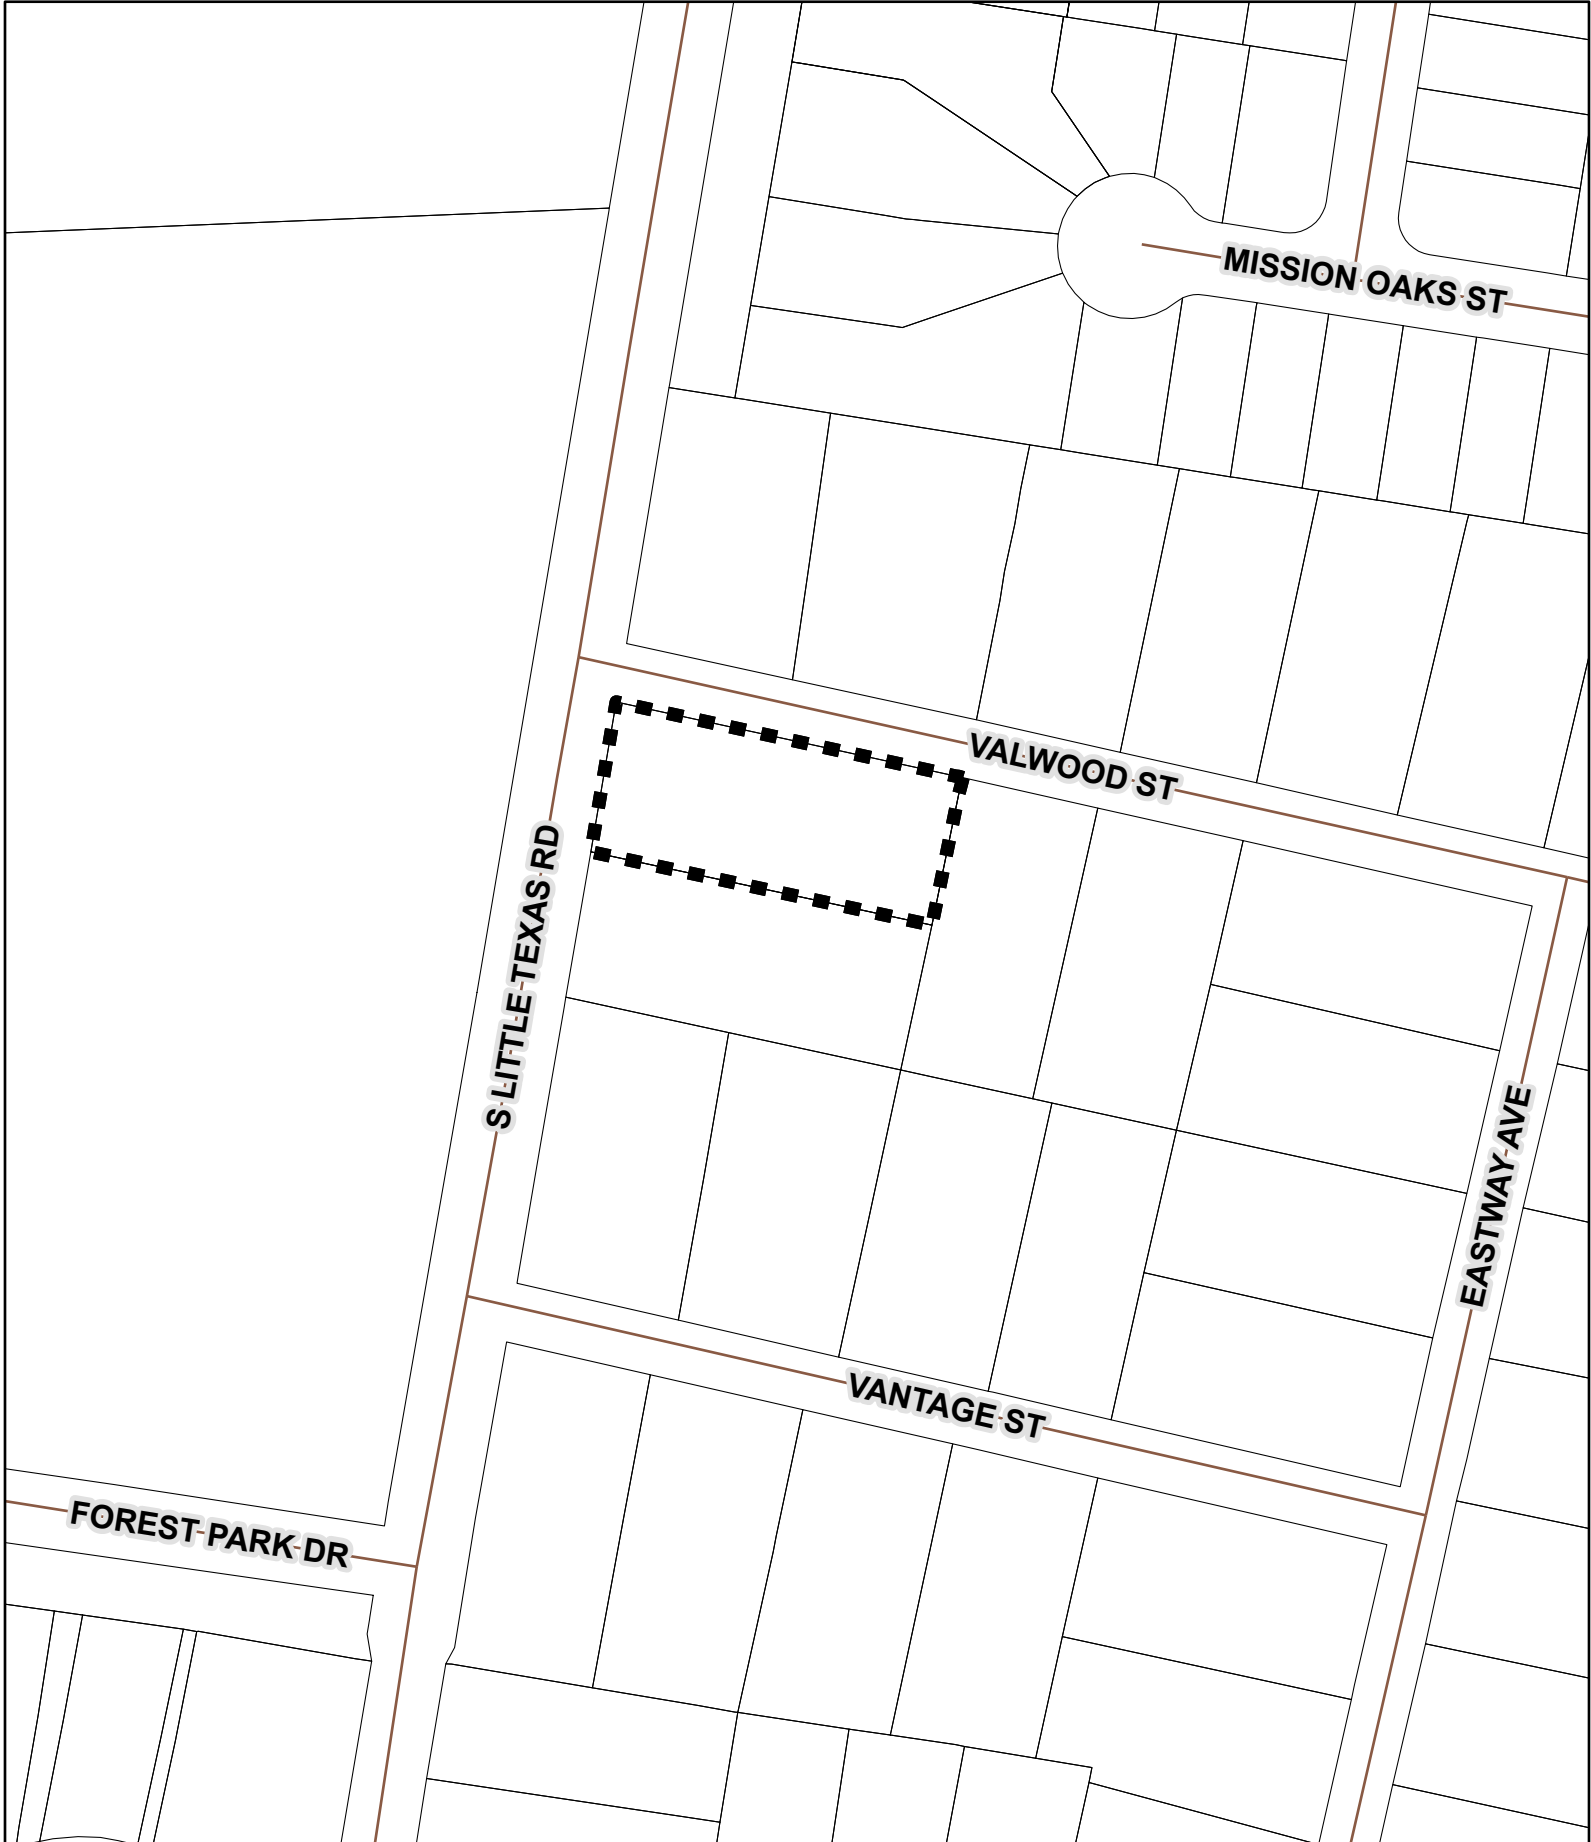 MISSION OAKS ST
VALWOOD ST
S LITTLE TEXAS RD
EASTWAY AVE
VANTAGE ST
FOREST PARK DR